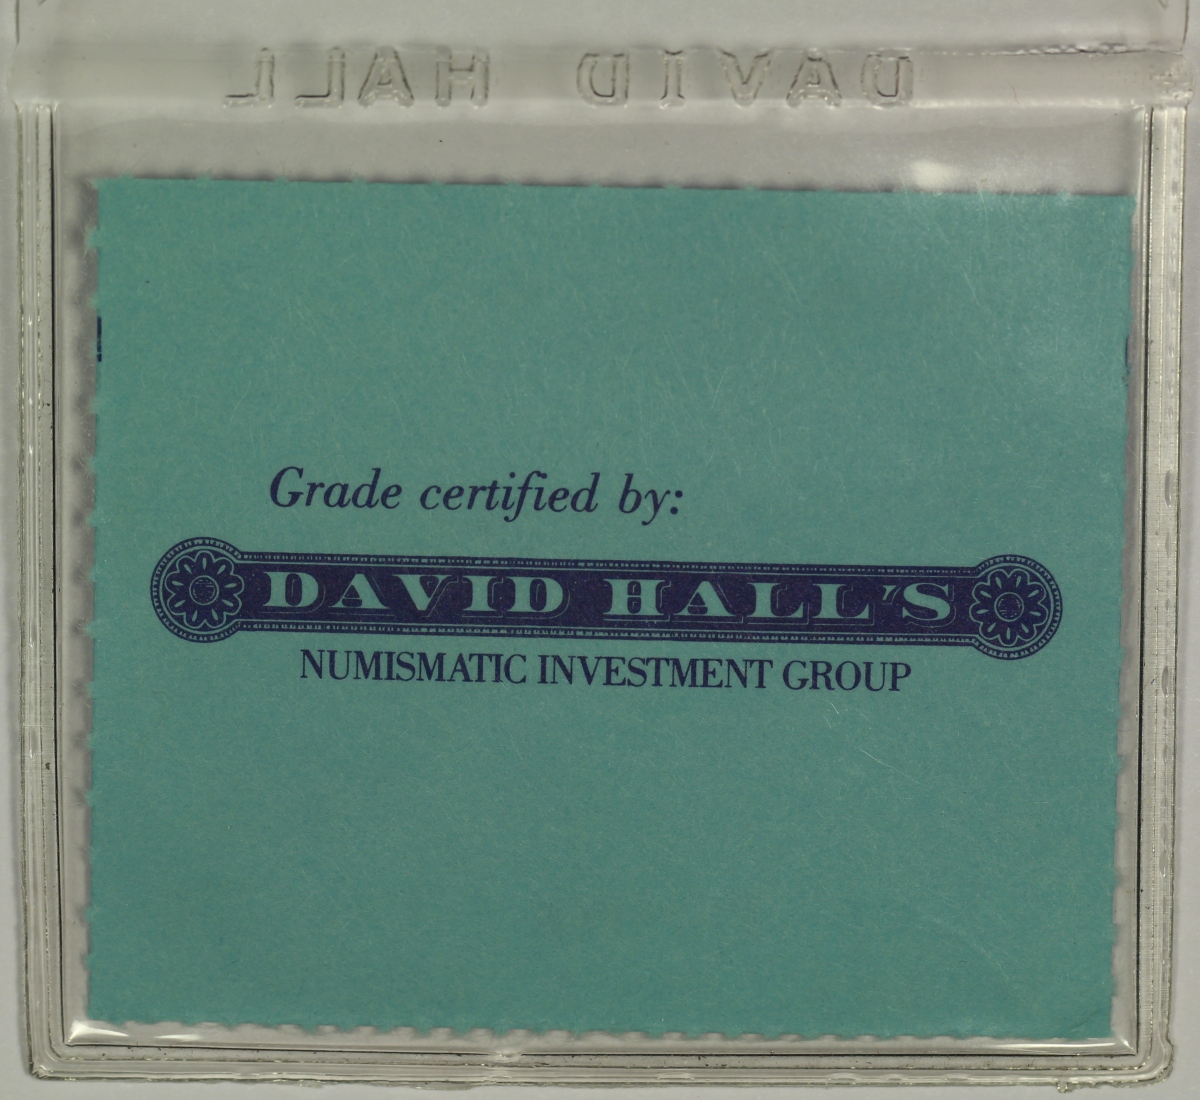 DAVID HALL
Grade certified by:
DAVID HALL'S
NUMISMATIC INVESTMENT GROUP